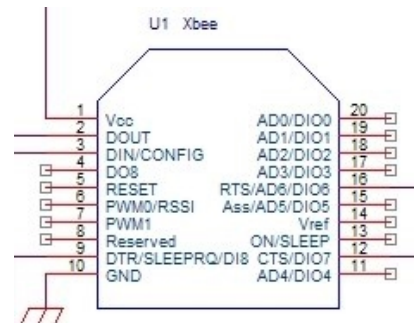 U1 Xbee
1 Vcc AD0/DIO0 20
2 DOUT AD1/DIO1 19
3 DIN/CONFIG AD2/DIO2 18
4 DO8 AD3/DIO3 17
5 RESET RTS/AD6/DIO6 16
6 PWM0/RSSI Ass/AD5/DIO5 15
7 PWM1 Vref 14
8 Reserved ON/SLEEP 13
9 DTR/SLEEPRQ/DI8 CTS/DIO7 12
10 GND AD4/DIO4 11